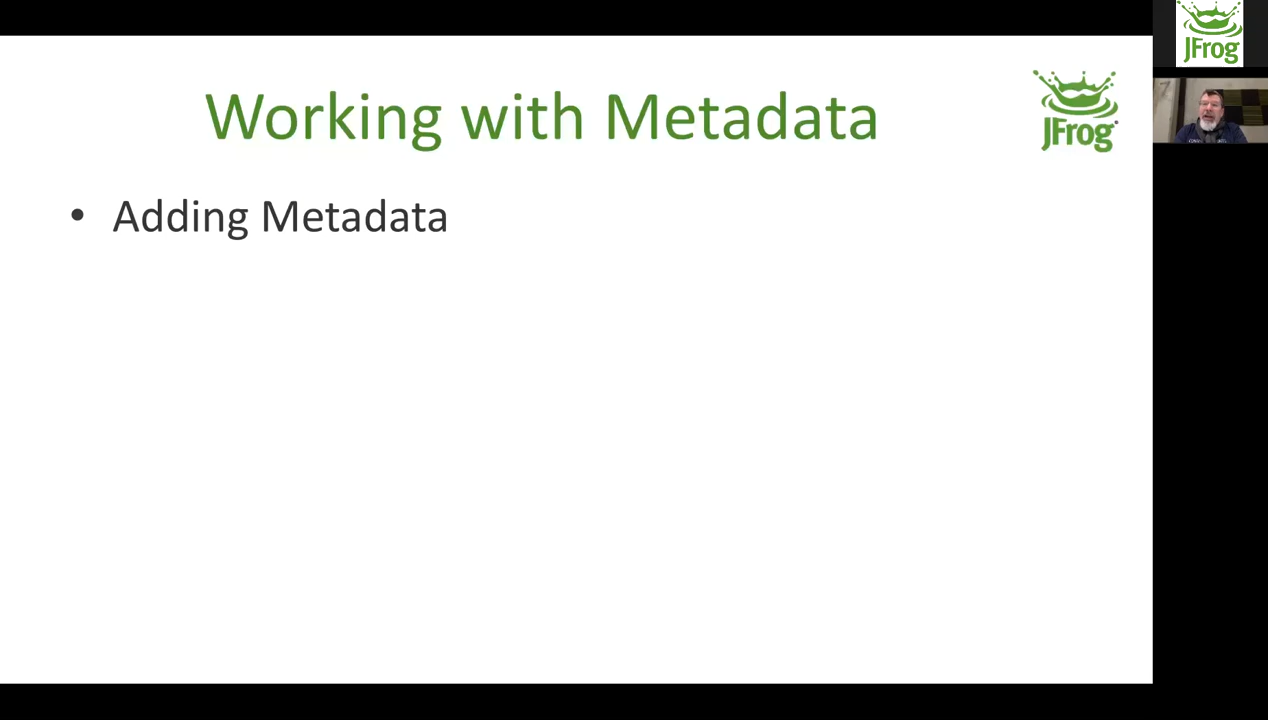 Working with Metadata
JFrog
• Adding Metadata
JFrog